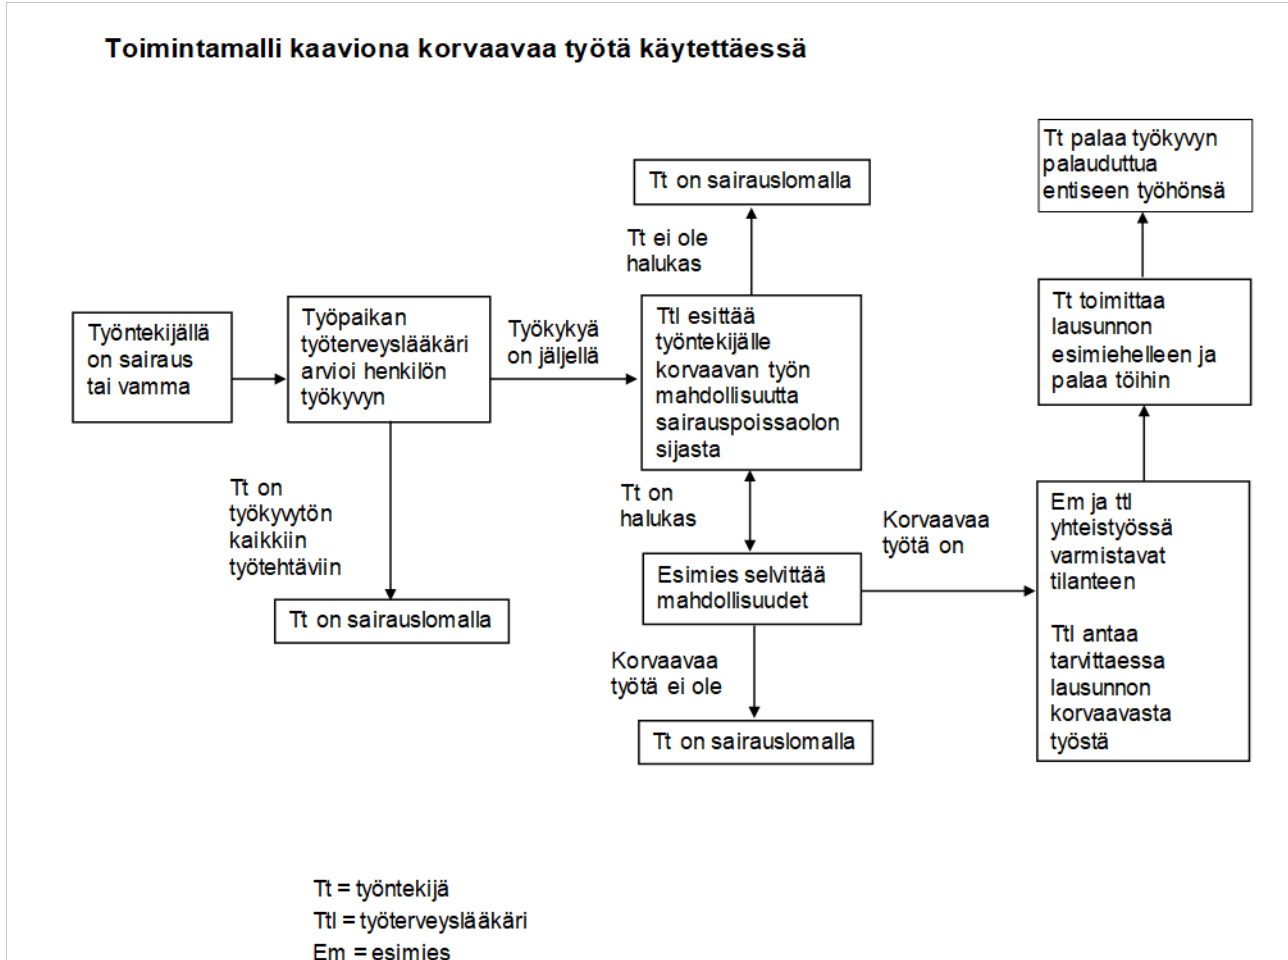 Toimintamalli kaaviona korvaavaa työtä käytettäessä
Työntekijällä
on sairaus
tai vamma
Työpaikan
työterveyslääkäri
arvioi henkilön
työkyvyn
Tt on
työkyvytön
kaikkiin
työtehtäviin
Tt on sairauslomalla
Työkykyä
on jäljellä
Ttl esittää
työntekijälle
korvaavan työn
mahdollisuutta
sairauspoissaolon
sijasta
Tt ei ole
halukas
Tt on sairauslomalla
Tt on
halukas
Esimies selvittää
mahdollisuudet
Korvaavaa
työtä ei ole
Tt on sairauslomalla
Korvaavaa
työtä on
Em ja ttl
yhteistyössä
varmistavat
tilanteen
Ttl antaa
tarvittaessa
lausunnon
korvaavasta
työstä
Tt toimittaa
lausunnon
esimiehelleen ja
palaa töihin
Tt palaa työkyvyn
palauduttua
entiseen työhönsä
Tt = työntekijä
Ttl = työterveyslääkäri
Em = esimies